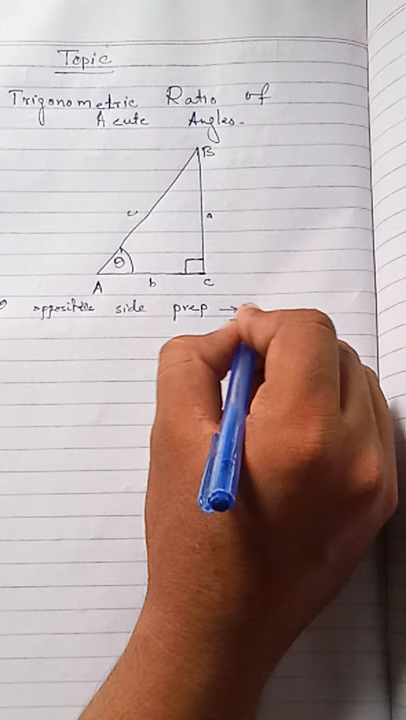 Topic
Trigonometric Ratio of
Acute Angles-
B
c
a
θ
A
b
C
θ opposite side prep →